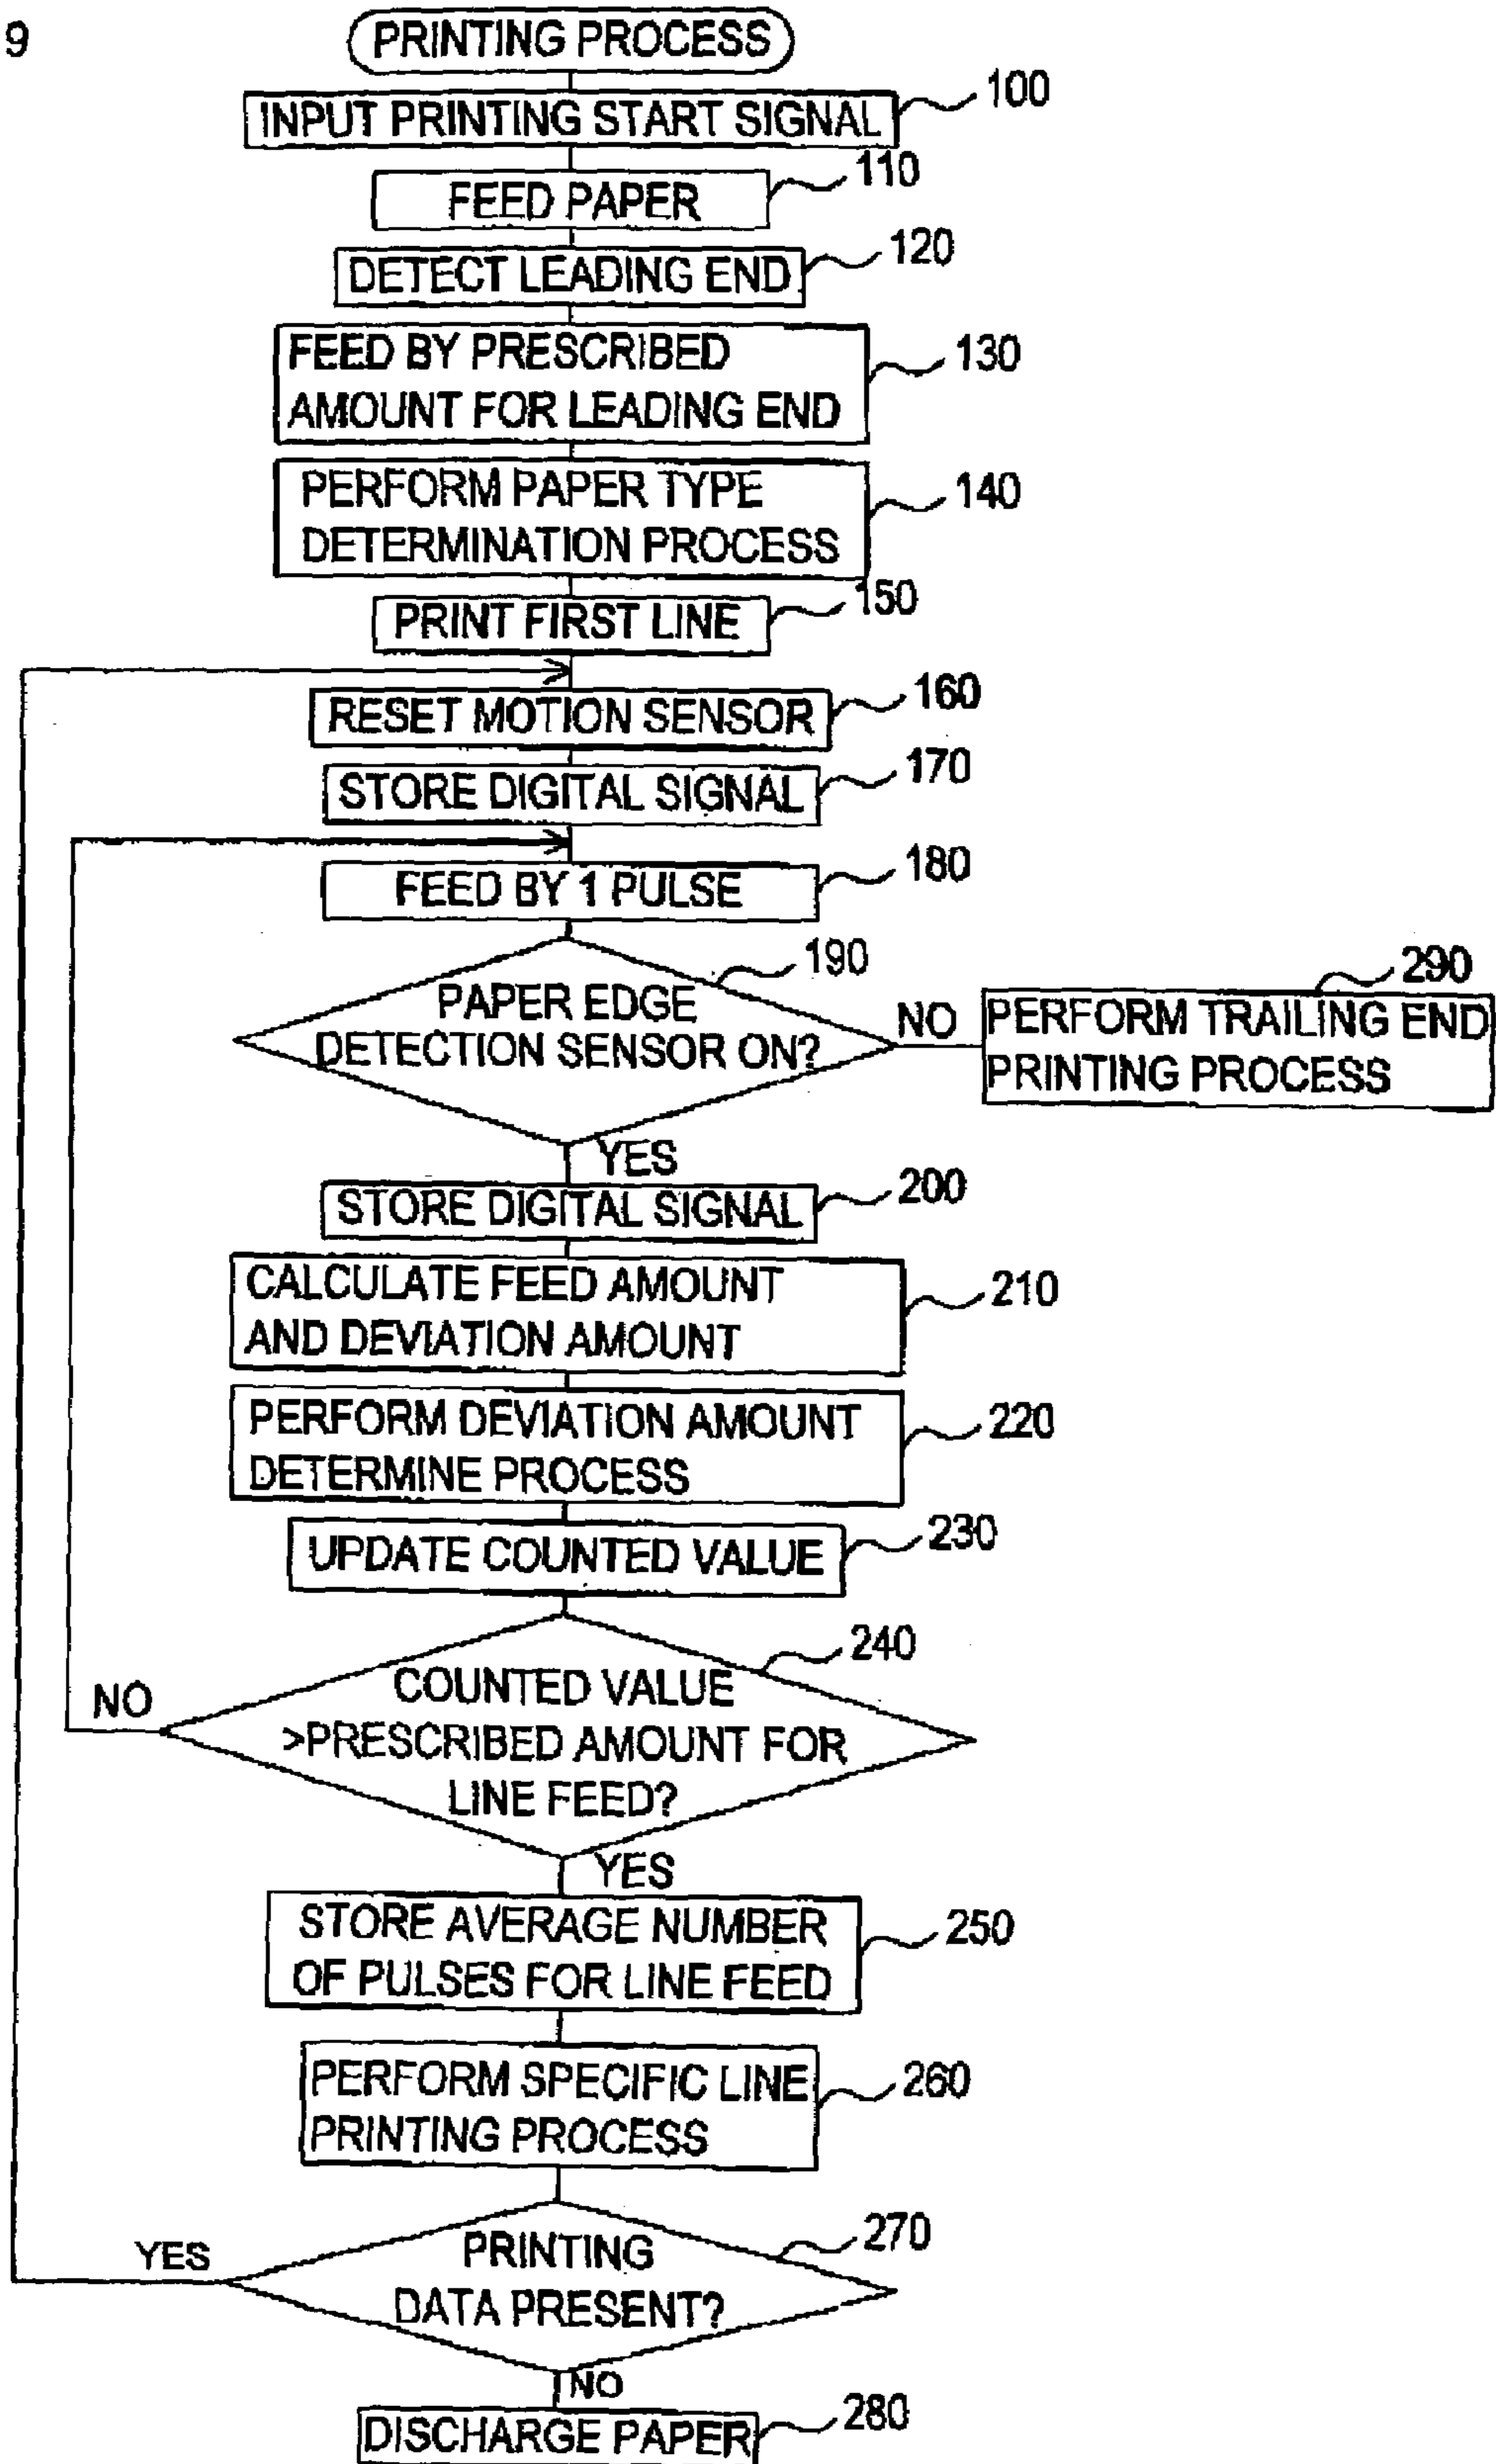 9
PRINTING PROCESS
INPUT PRINTING START SIGNAL
100
FEED PAPER
110
DETECT LEADING END
120
FEED BY PRESCRIBED
AMOUNT FOR LEADING END
130
PERFORM PAPER TYPE
DETERMINATION PROCESS
140
PRINT FIRST LINE
150
RESET MOTION SENSOR
160
STORE DIGITAL SIGNAL
170
FEED BY 1 PULSE
180
PAPER EDGE
DETECTION SENSOR ON?
190
NO
PERFORM TRAILING END
PRINTING PROCESS
290
YES
STORE DIGITAL SIGNAL
200
CALCULATE FEED AMOUNT
AND DEVIATION AMOUNT
210
PERFORM DEVIATION AMOUNT
DETERMINE PROCESS
220
UPDATE COUNTED VALUE
230
COUNTED VALUE
>PRESCRIBED AMOUNT FOR
LINE FEED?
240
NO
YES
STORE AVERAGE NUMBER
OF PULSES FOR LINE FEED
250
PERFORM SPECIFIC LINE
PRINTING PROCESS
260
PRINTING
DATA PRESENT?
270
YES
NO
DISCHARGE PAPER
280